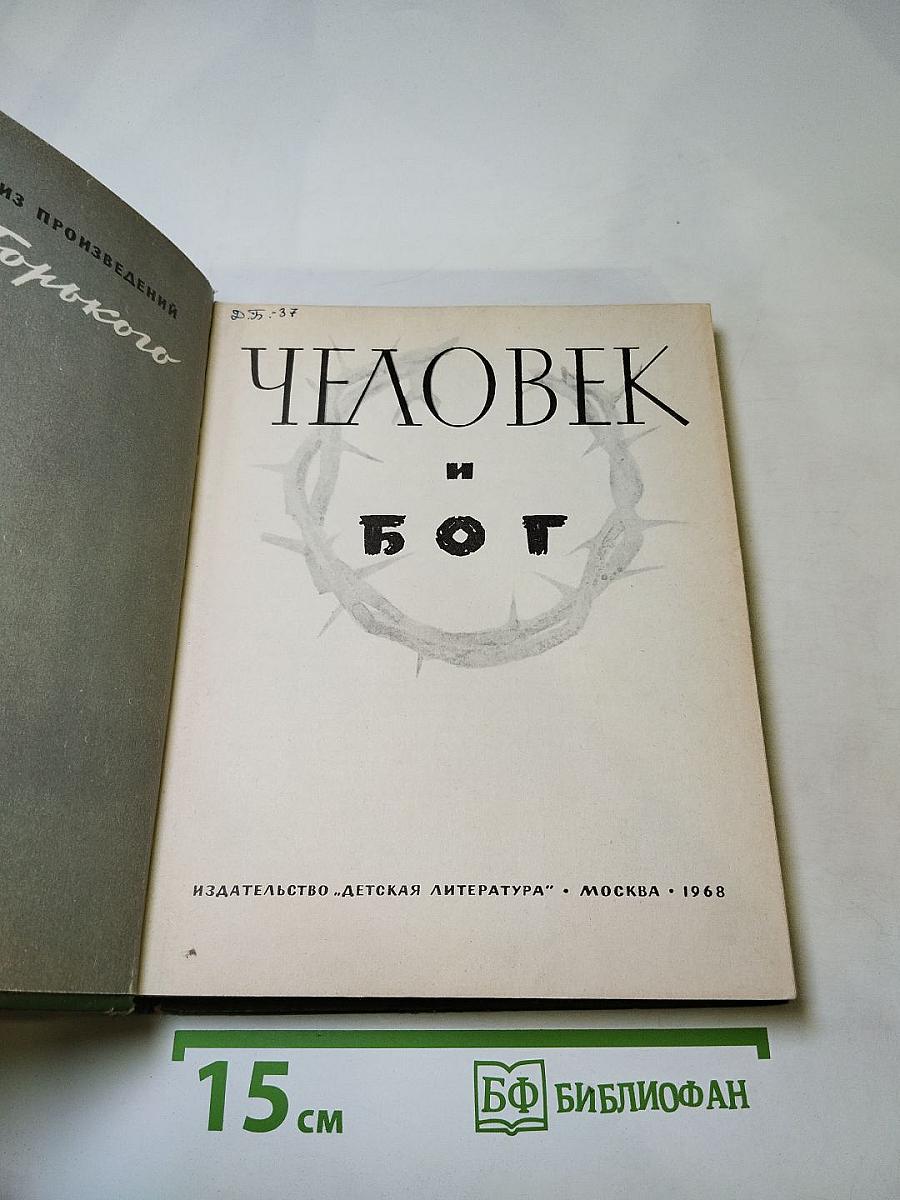 ИЗ ПРОИЗВЕДЕНИЙ
Горького
Д.Б.-37
ЧЕЛОВЕК
И
БОГ
ИЗДАТЕЛЬСТВО „ДЕТСКАЯ ЛИТЕРАТУРА" • МОСКВА • 1968
15 см
БФ БИБЛИОФАН